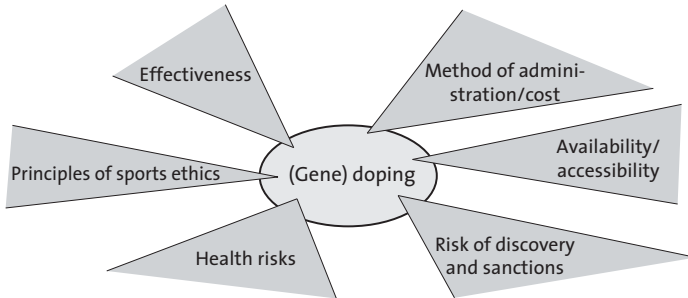 Effectiveness
Method of admini-
stration/cost
Principles of sports ethics
(Gene) doping
Availability/
accessibility
Health risks
Risk of discovery
and sanctions